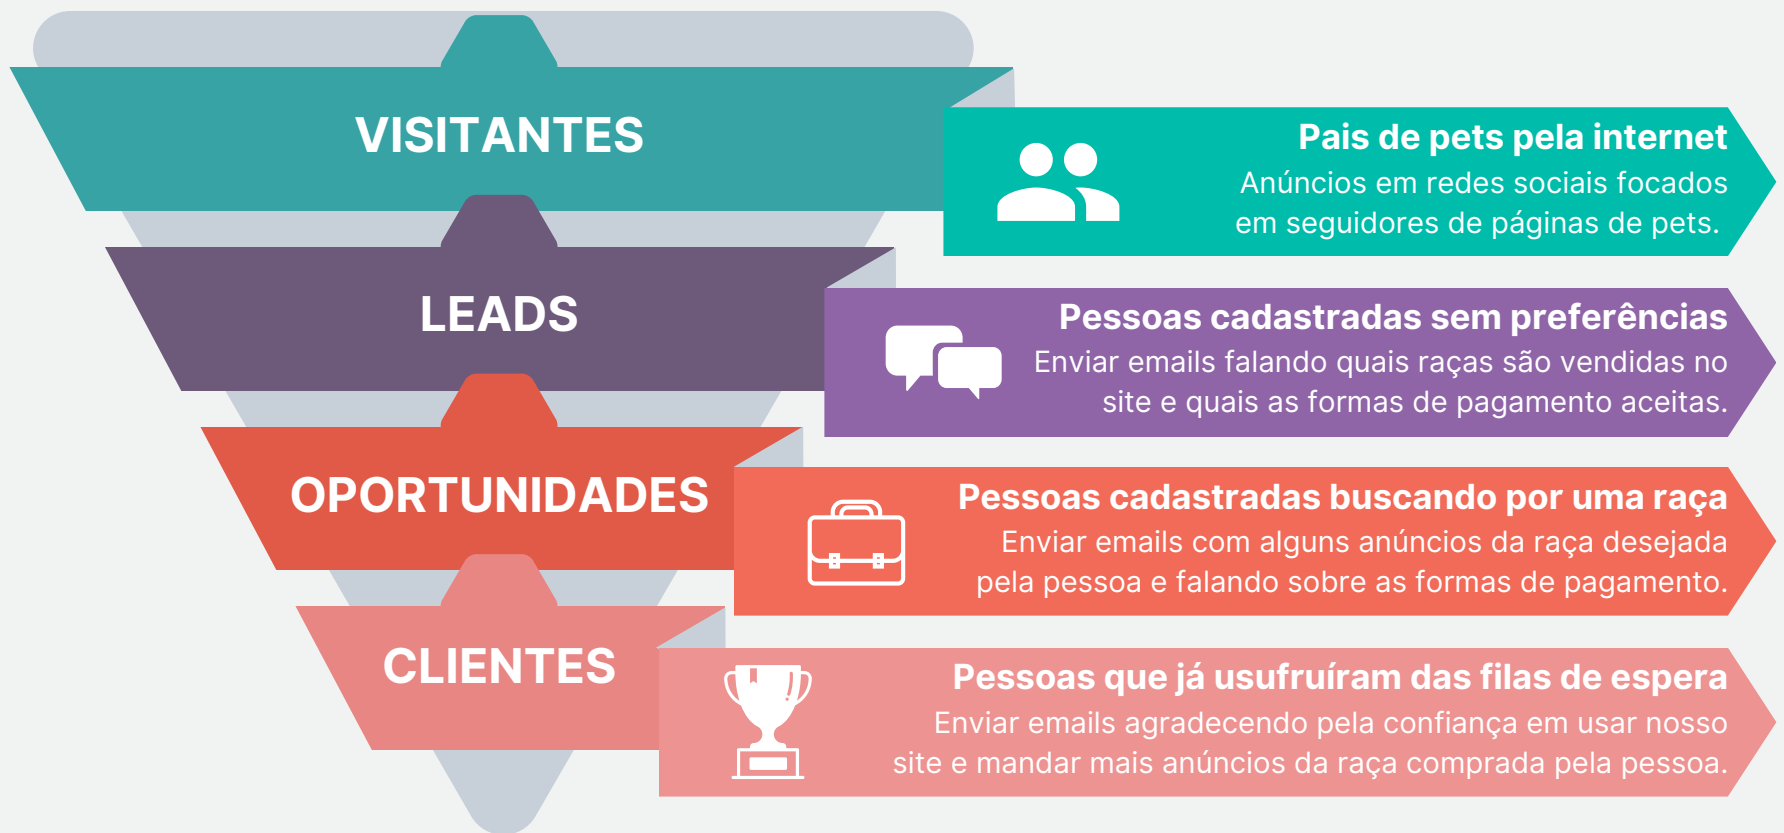 VISITANTES
Pais de pets pela internet
Anúncios em redes sociais focados
em seguidores de páginas de pets.
LEADS
Pessoas cadastradas sem preferências
Enviar emails falando quais raças são vendidas no
site e quais as formas de pagamento aceitas.
OPORTUNIDADES
Pessoas cadastradas buscando por uma raça
Enviar emails com alguns anúncios da raça desejada
pela pessoa e falando sobre as formas de pagamento.
CLIENTES
Pessoas que já usufruíram das filas de espera
Enviar emails agradecendo pela confiança em usar nosso
site e mandar mais anúncios da raça comprada pela pessoa.